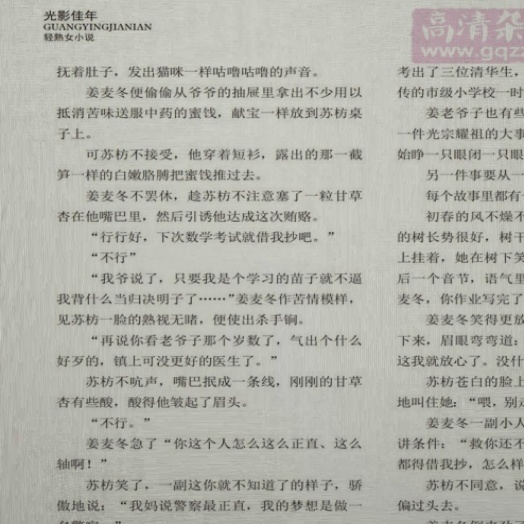 光影佳年
GUANGYINGJIANIAN
轻熟女小说
高清
www.gqz
抚着肚子，发出猫咪一样咕噜咕噜的声音。
姜麦冬便偷偷从爷爷的抽屉里拿出不少用以
抵消苦味送服中药的蜜饯，献宝一样放到苏枋桌
子上。
可苏枋不接受，他穿着短衫，露出的那一截
笋一样的白嫩胳膊把蜜饯推过去。
姜麦冬不罢休，趁苏枋不注意塞了一粒甘草
杏在他嘴巴里，然后引诱他达成这次贿赂。
“行行好，下次数学考试就借我抄吧。”
“不行”
“我爷说了，只要我是个学习的苗子就不逼
我背什么当归决明子了……”姜麦冬作苦情模样，
见苏枋一脸的熟视无睹，便使出杀手锏。
“再说你看老爷子那个岁数了，气出个什么
好歹的，镇上可没更好的医生了。”
苏枋不吭声，嘴巴抿成一条线，刚刚的甘草
杏有些酸，酸得他皱起了眉头。
“不行。”
姜麦冬急了“你这个人怎么这么正直、这么
轴啊！”
苏枋笑了，一副这你就不知道了的样子，骄
傲地说：“我妈说警察最正直，我的梦想是做一
考出了三位清华生，
传的市级小学校一时
姜老爷子也有些
一件光宗耀祖的大事
始睁一只眼闭一只眼
另一件事要从一
每个故事里都有
初春的风不燥不
的树长势很好，树干
上挂着，她在树下笑
后一个音节，语气里
麦冬，你作业写完了
姜麦冬笑得更放
下来，眉眼弯弯道：
这我就放心了。没什
苏枋苍白的脸上
地叫住她：“喂，别走
姜麦冬一副小人
讲条件：“救你还不
都得借我抄，怎么样
苏枋不同意，说
偏过头去。